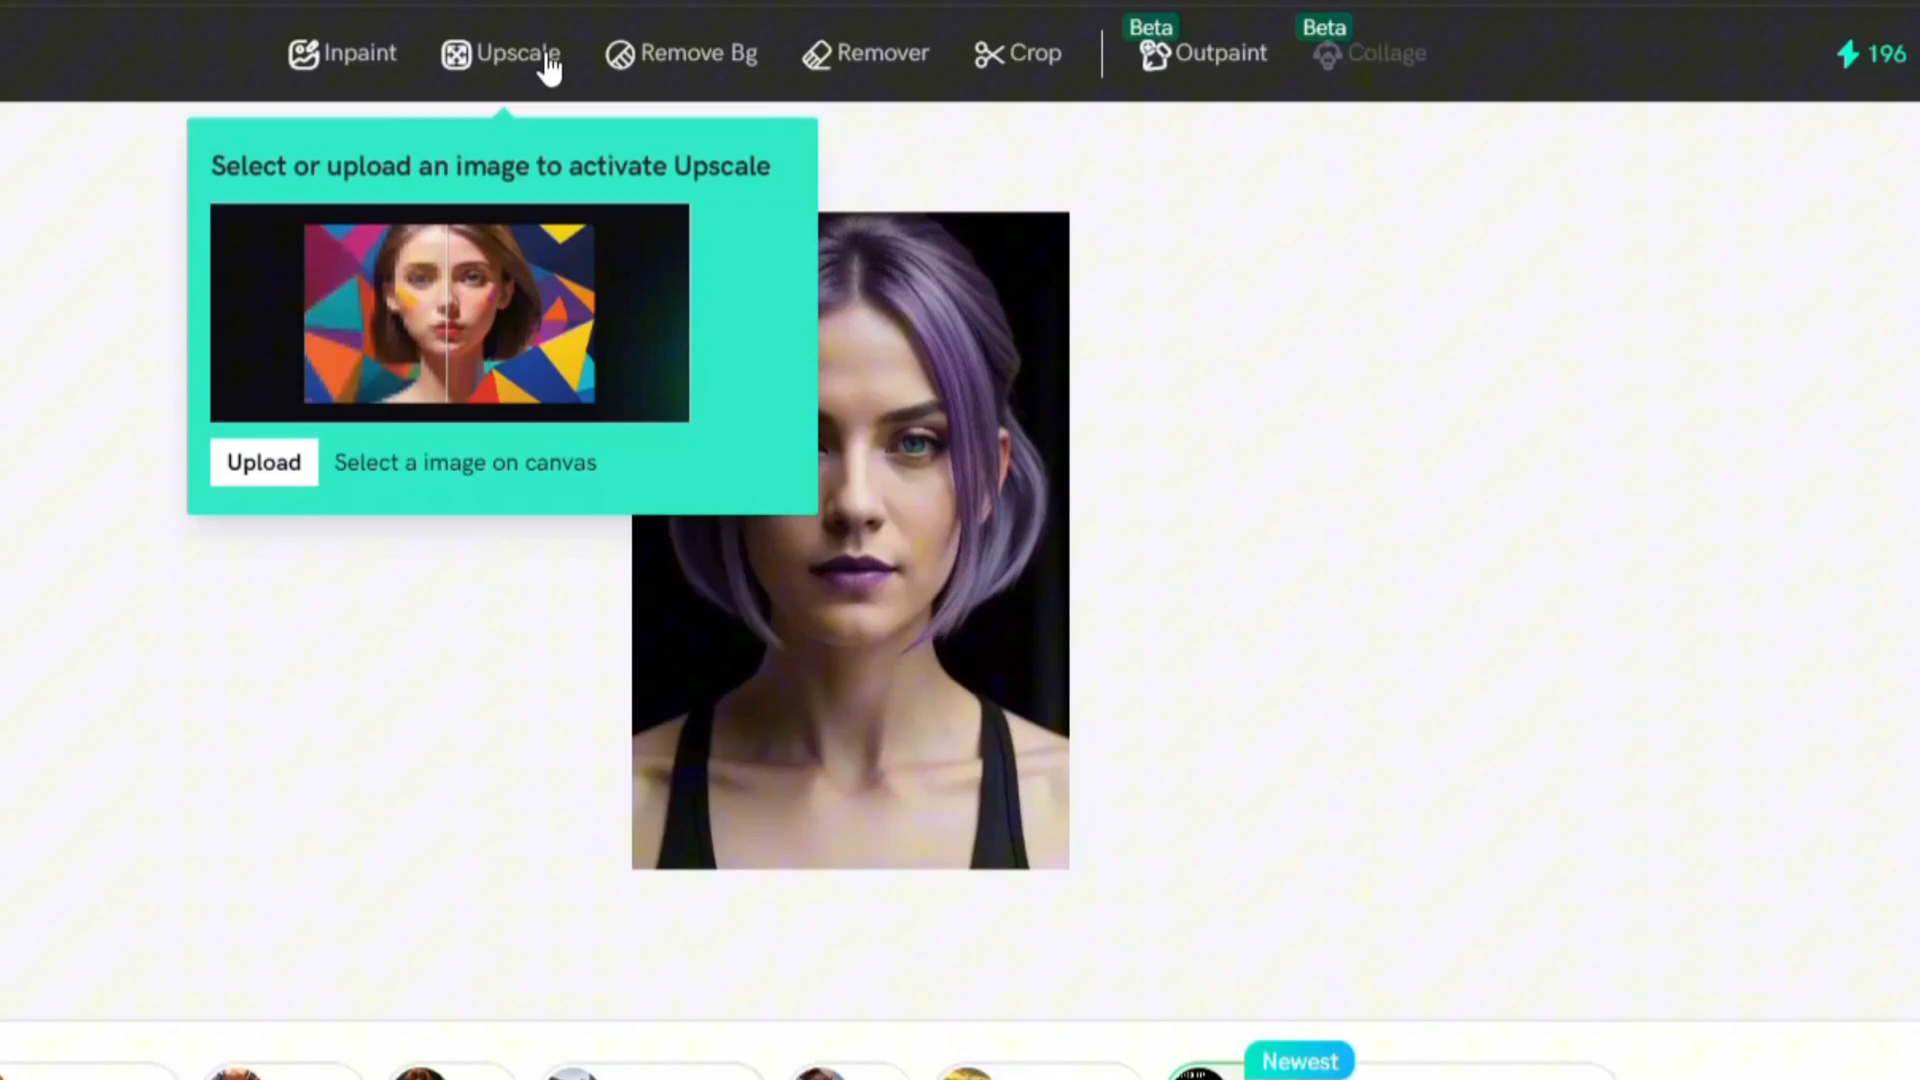 Beta Beta
Inpaint Upscale Remove Bg Remover Crop Outpaint Collage 196
Select or upload an image to activate Upscale
Upload Select a image on canvas
Newest